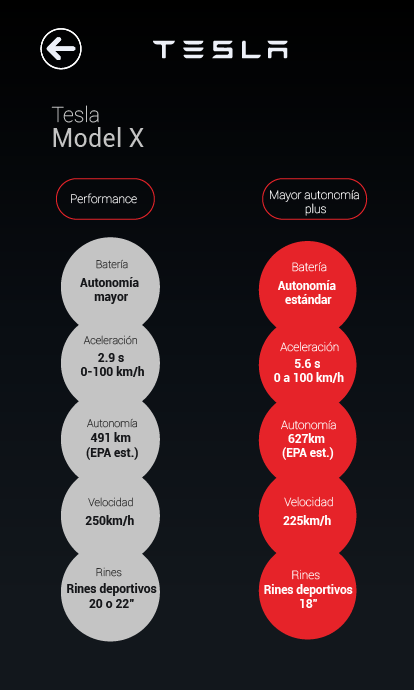 TESLA
Tesla
Model X
Performance
Mayor autonomía
plus
Batería
Autonomía
mayor
Aceleración
2.9 s
0-100 km/h
Autonomía
491 km
(EPA est.)
Velocidad
250km/h
Rines
Rines deportivos
20 o 22"
Batería
Autonomía
estándar
Aceleración
5.6 s
0 a 100 km/h
Autonomía
627km
(EPA est.)
Velocidad
225km/h
Rines
Rines deportivos
18"